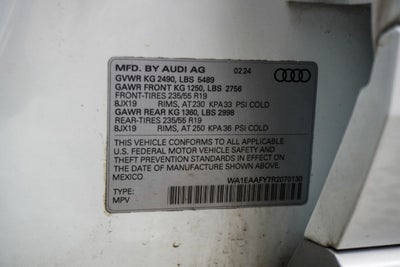 MFD. BY AUDI AG 02.24
GVWR KG 2490, LBS 5489
GAWR FRONT KG 1250, LBS 2756
FRONT-TIRES 235/55 R19
8JX19 RIMS, AT 230 KPA 33 PSI COLD
GAWR REAR KG 1360, LBS 2998
REAR-TIRES 235/55 R19
8JX19 RIMS, AT 250 KPA 36 PSI COLD
THIS VEHICLE CONFORMS TO ALL APPLICABLE
U.S. FEDERAL MOTOR VEHICLE SAFETY AND
THEFT PREVENTION STANDARDS IN EFFECT ON
THE DATE OF MANUFACTURE SHOWN ABOVE.
MEXICO WA1EAAFY7R2070130
TYPE:
MPV